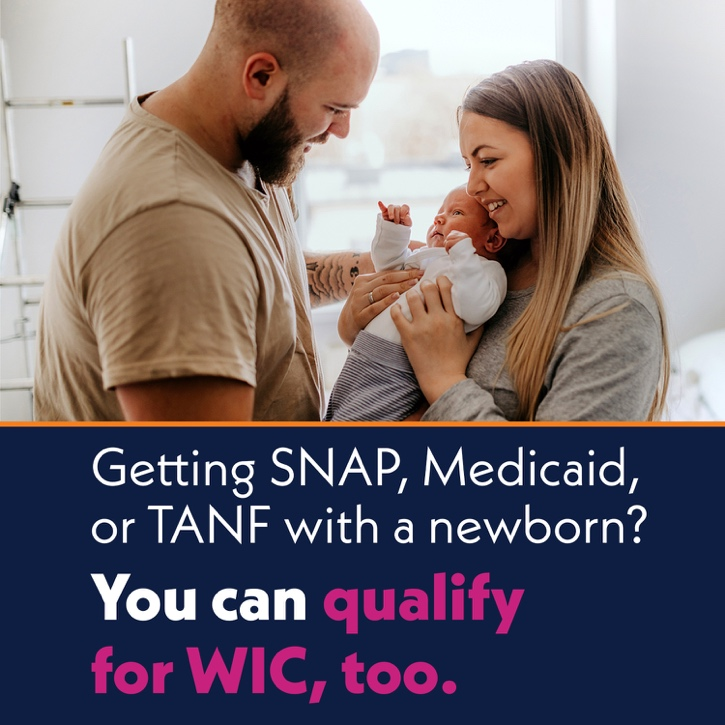 Getting SNAP, Medicaid,
or TANF with a newborn?
You can qualify
for WIC, too.